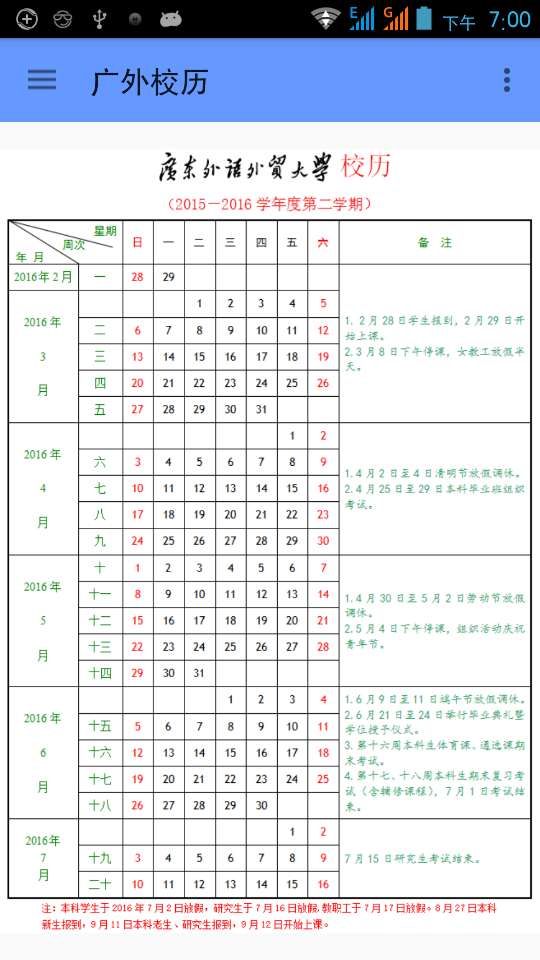 E G 下午 7:00
广外校历
廣东外语外贸大学 校历
（2015—2016 学年度第二学期）
星期
周次
年 月
日 一 二 三 四 五 六 备 注
2016年2月 一 28 29
1 2 3 4 5
2016 年
3
月
二 6 7 8 9 10 11 12
三 13 14 15 16 17 18 19
四 20 21 22 23 24 25 26
五 27 28 29 30 31
1. 2 月 28 日学生报到，2 月 29 日开
始上课。
2.3 月 8 日下午停课，女教工放假半
天。
1 2
2016 年
4
月
六 3 4 5 6 7 8 9
七 10 11 12 13 14 15 16
八 17 18 19 20 21 22 23
九 24 25 26 27 28 29 30
1.4 月 2 日至 4 日清明节放假调休。
2.4 月 25 日至 29 日本科毕业班组织
考试。
2016 年
5
月
十 1 2 3 4 5 6 7
十一 8 9 10 11 12 13 14
十二 15 16 17 18 19 20 21
十三 22 23 24 25 26 27 28
十四 29 30 31
1.4 月 30 日至 5 月 2 日劳动节放假
调休。
2.5 月 4 日下午停课，组织活动庆祝
青年节。
1 2 3 4
2016 年
6
月
十五 5 6 7 8 9 10 11
十六 12 13 14 15 16 17 18
十七 19 20 21 22 23 24 25
十八 26 27 28 29 30
1.6 月 9 日至 11 日端午节放假调休。
2.6 月 21 日至 24 日举行毕业典礼暨
学位授予仪式。
3. 第十六周本科生体育课、通选课期
末考试。
4. 第十七、十八周本科生期末复习考
试（含辅修课程），7 月 1 日考试结
束。
1 2
2016年
7
月
十九 3 4 5 6 7 8 9
二十 10 11 12 13 14 15 16
7 月 15 日研究生考试结束。
注：本科学生于 2016 年 7 月 2 日放假，研究生于 7 月 16 日放假，教职工于 7 月 17 日放假。8 月 27 日本科
新生报到，9 月 11 日本科老生、研究生报到，9 月 12 日开始上课。